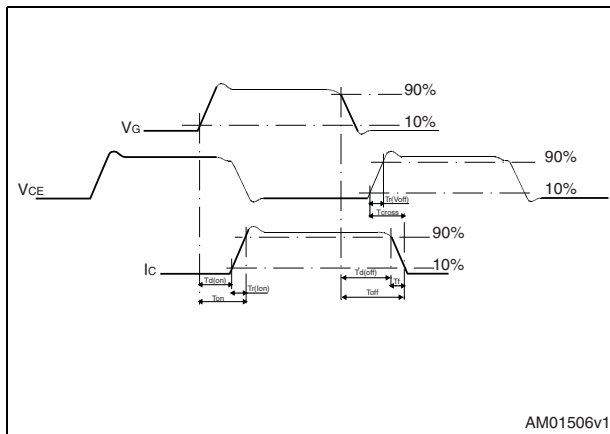 90%
10%
VG
90%
VCE
10%
Tr(Voff)
Tcross
90%
IC
10%
Td(on)
Td(off)
Tf
Tr(Ion)
Ton
Toff
AM01506v1